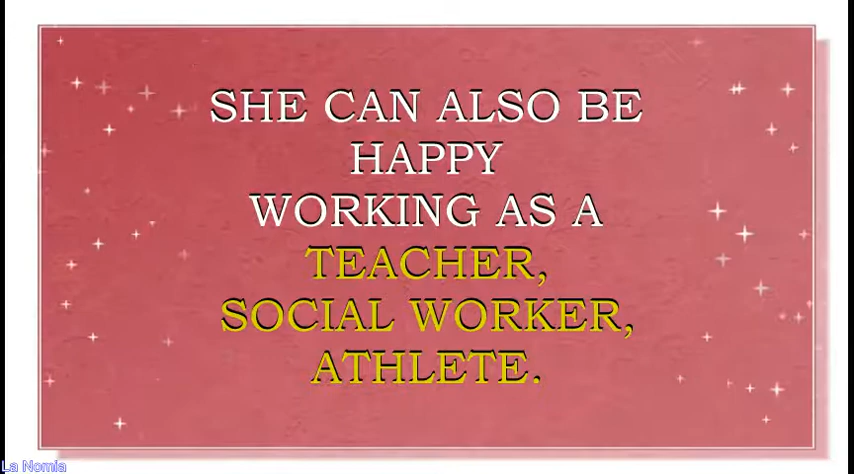 SHE CAN ALSO BE
HAPPY
WORKING AS A
TEACHER,
SOCIAL WORKER,
ATHLETE.
La Nomia